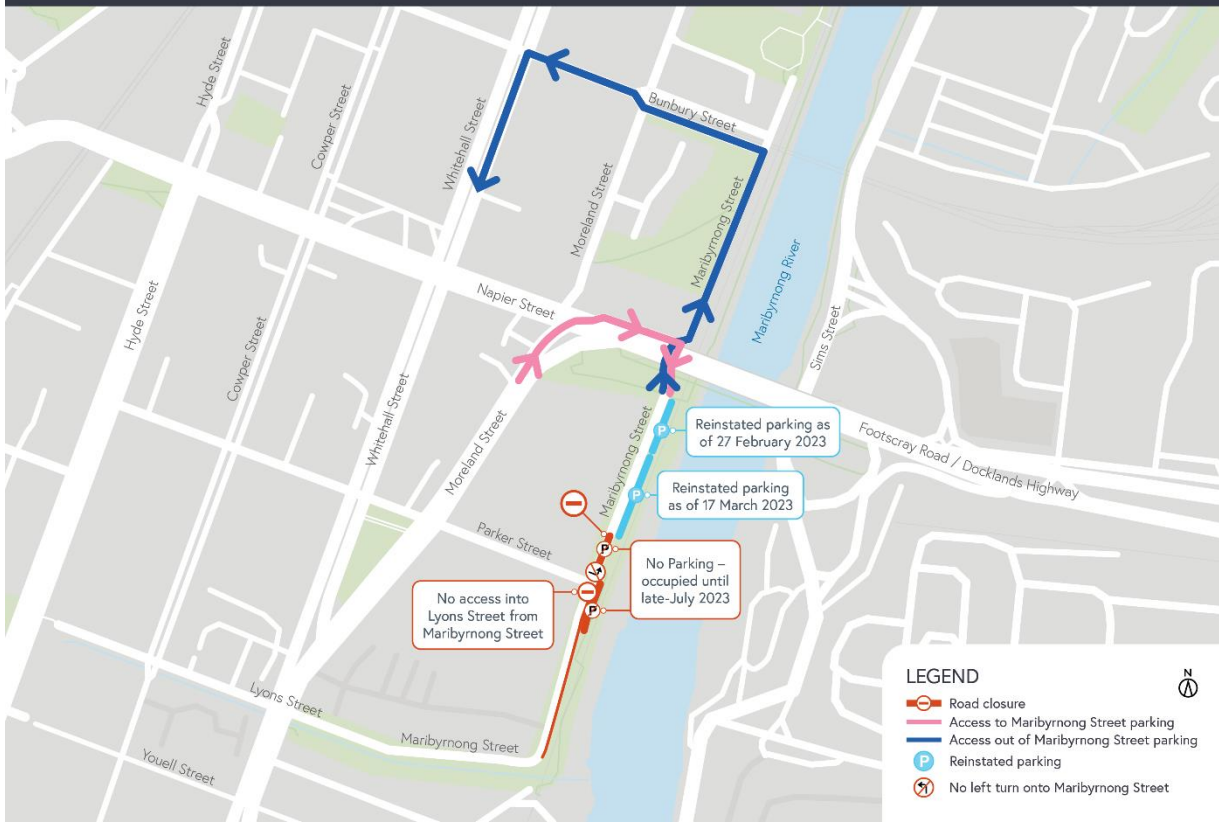 Hyde Street
Cowper Street
Whitehall Street
Bunbury Street
Moreland Street
Maribyrnong Street
Maribyrnong River
Sims Street
Napier Street
Hyde Street
Cowper Street
Whitehall Street
Moreland Street
Maribyrnong Street
Footscray Road / Docklands Highway
P
Reinstated parking as
of 27 February 2023
P
Reinstated parking
as of 17 March 2023
Parker Street
P
No Parking –
occupied until
late-July 2023
P
No access into
Lyons Street from
Maribyrnong Street
Lyons Street
Maribyrnong Street
Youell Street
LEGEND
N
Road closure
Access to Maribyrnong Street parking
Access out of Maribyrnong Street parking
P
Reinstated parking
No left turn onto Maribyrnong Street